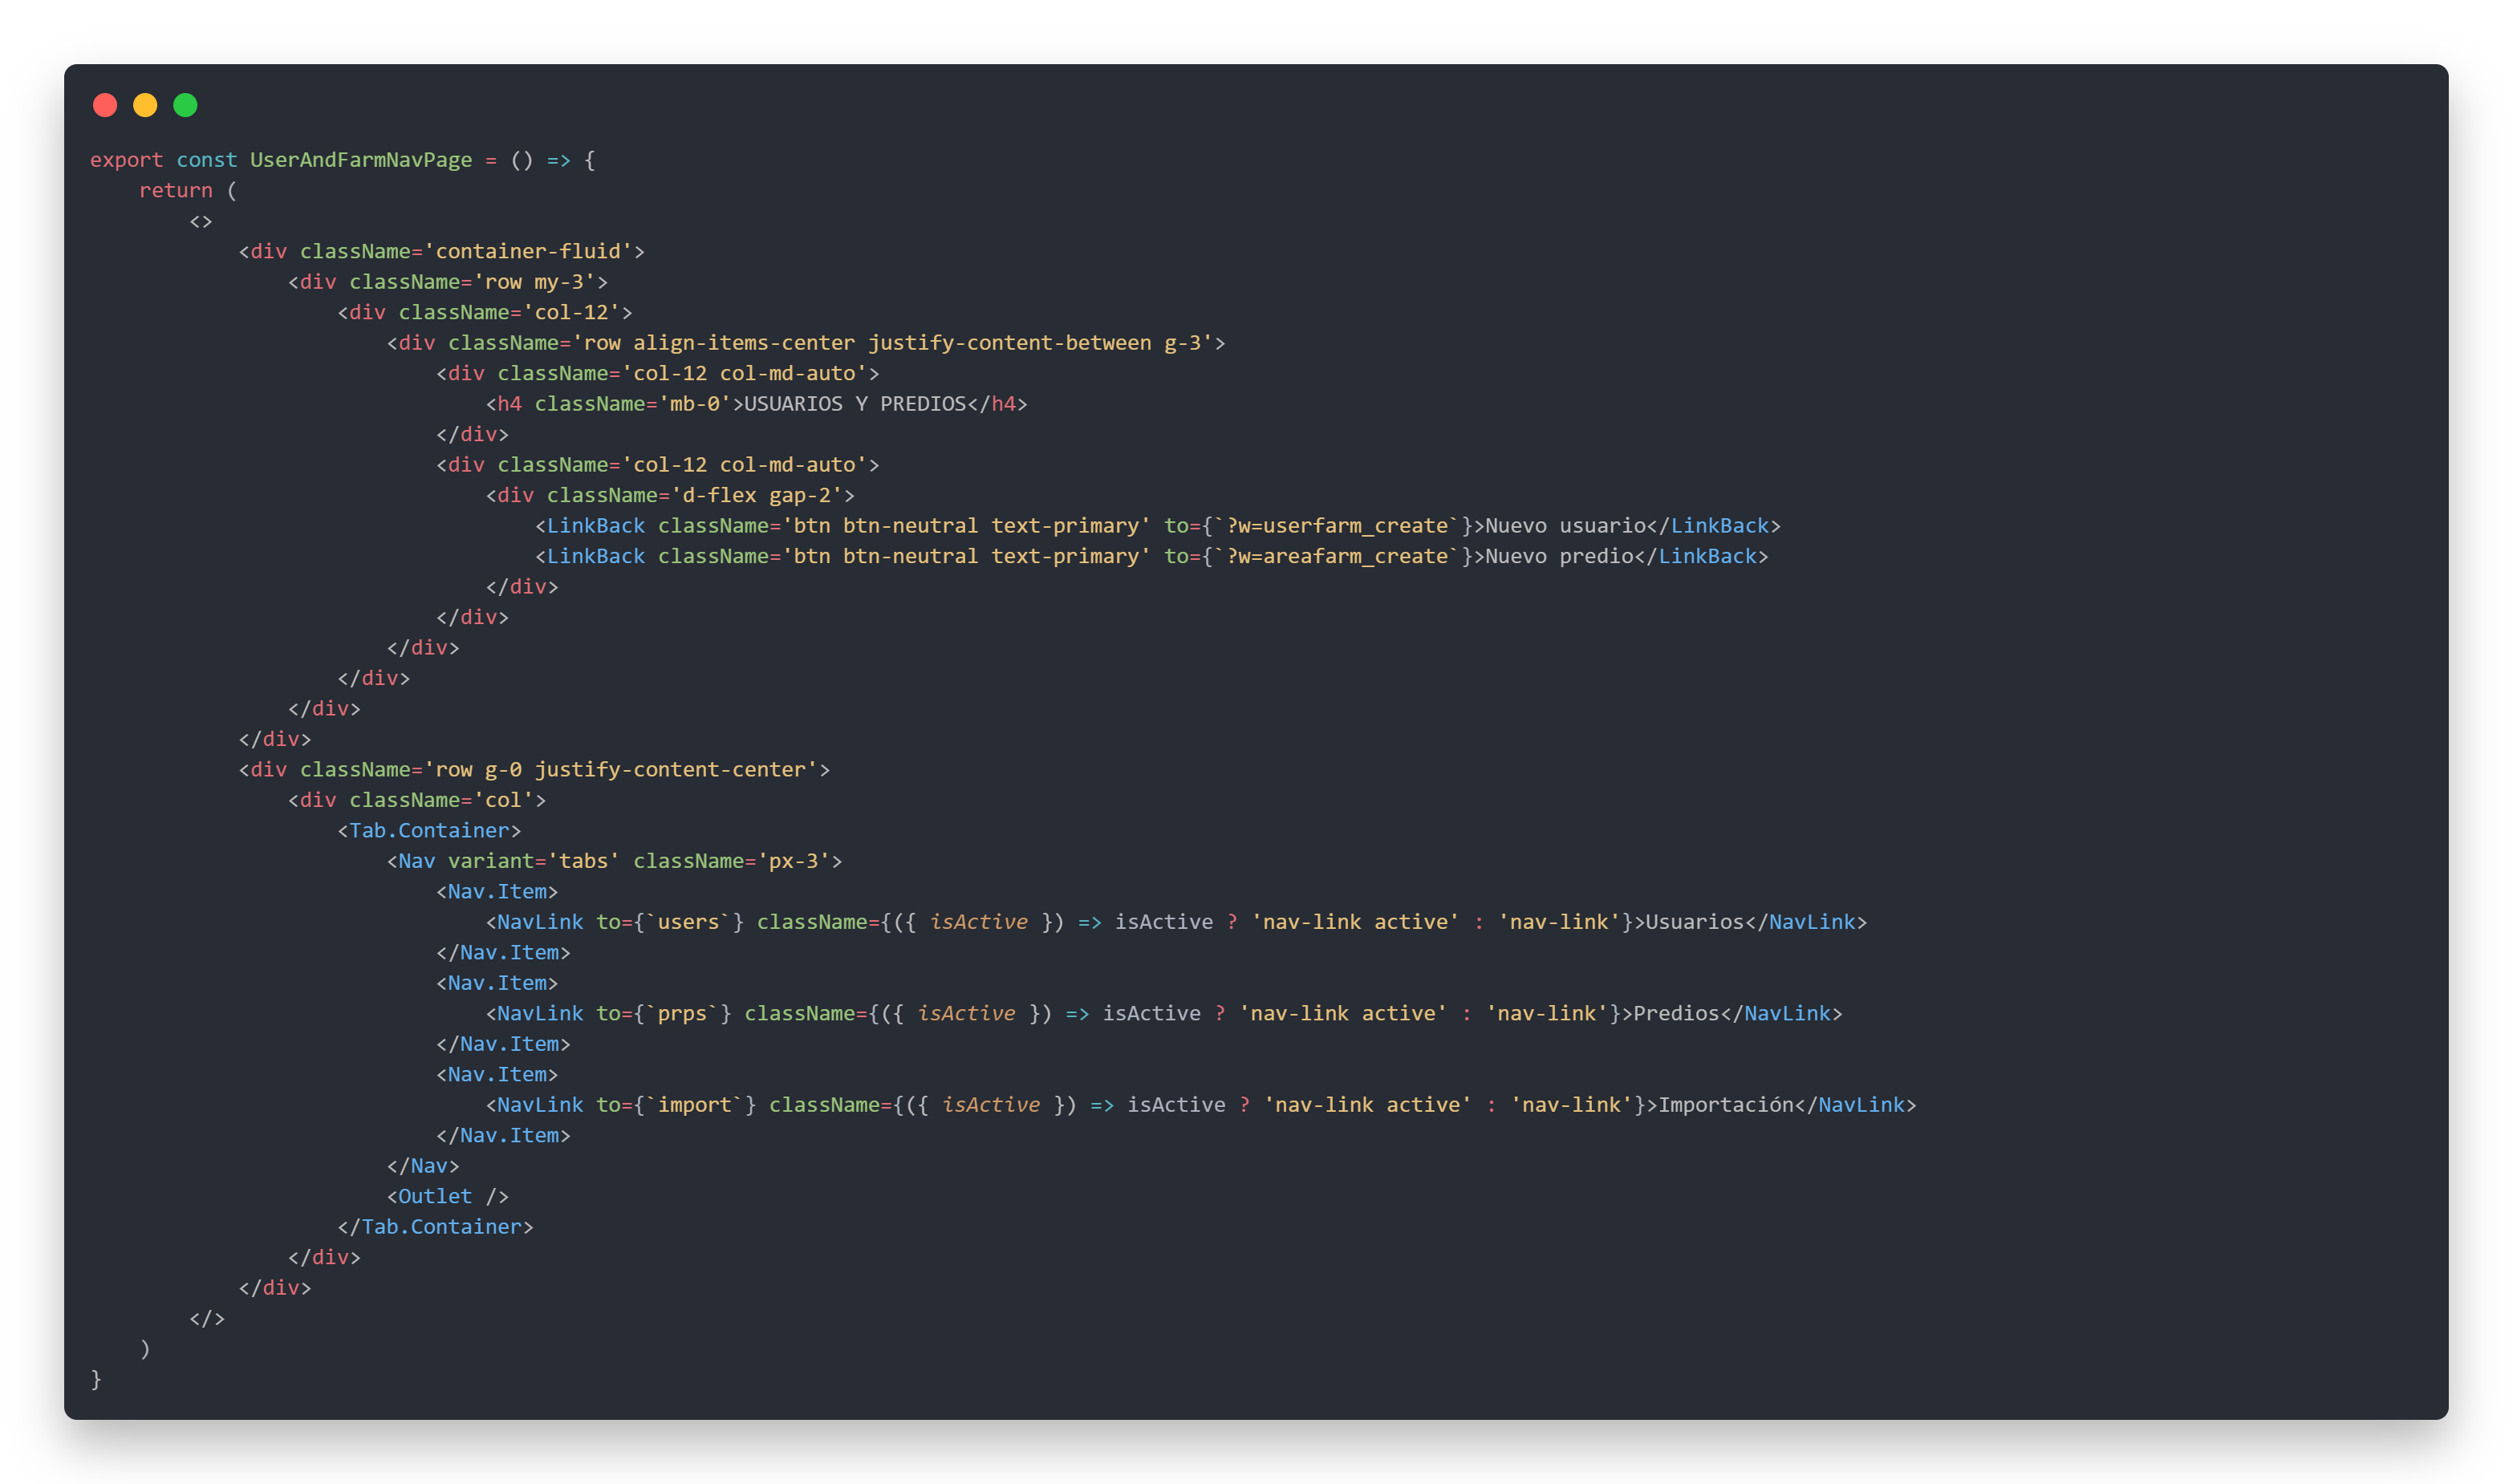 export const UserAndFarmNavPage = () => {
    return (
        <>
            <div className='container-fluid'>
                <div className='row my-3'>
                    <div className='col-12'>
                        <div className='row align-items-center justify-content-between g-3'>
                            <div className='col-12 col-md-auto'>
                                <h4 className='mb-0'>USUARIOS Y PREDIOS</h4>
                            </div>
                            <div className='col-12 col-md-auto'>
                                <div className='d-flex gap-2'>
                                    <LinkBack className='btn btn-neutral text-primary' to={`?w=userfarm_create`}>Nuevo usuario</LinkBack>
                                    <LinkBack className='btn btn-neutral text-primary' to={`?w=areafarm_create`}>Nuevo predio</LinkBack>
                                </div>
                            </div>
                        </div>
                    </div>
                </div>
            </div>
            <div className='row g-0 justify-content-center'>
                <div className='col'>
                    <Tab.Container>
                        <Nav variant='tabs' className='px-3'>
                            <Nav.Item>
                                <NavLink to={`users`} className={({ isActive }) => isActive ? 'nav-link active' : 'nav-link'}>Usuarios</NavLink>
                            </Nav.Item>
                            <Nav.Item>
                                <NavLink to={`prps`} className={({ isActive }) => isActive ? 'nav-link active' : 'nav-link'}>Predios</NavLink>
                            </Nav.Item>
                            <Nav.Item>
                                <NavLink to={`import`} className={({ isActive }) => isActive ? 'nav-link active' : 'nav-link'}>Importación</NavLink>
                            </Nav.Item>
                        </Nav>
                        <Outlet />
                    </Tab.Container>
                </div>
            </div>
        </>
    )
}